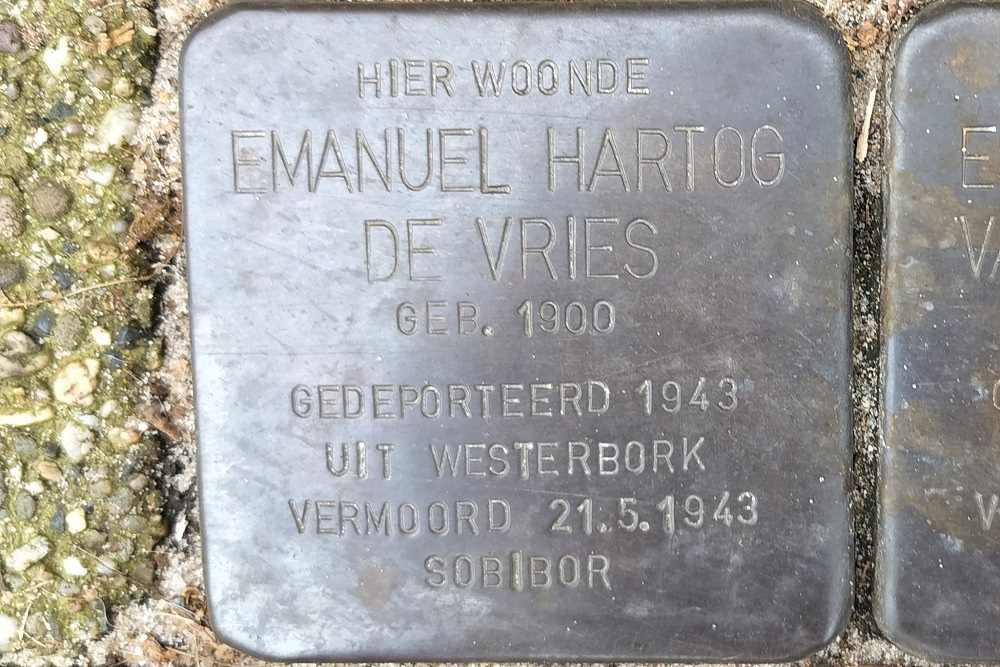 HIER WOONDE
EMANUEL HARTOG
DE VRIES
GEB. 1900
GEDEPORTEERD 1943
UIT WESTERBORK
VERMOORD 21.5.1943
SOBIBOR